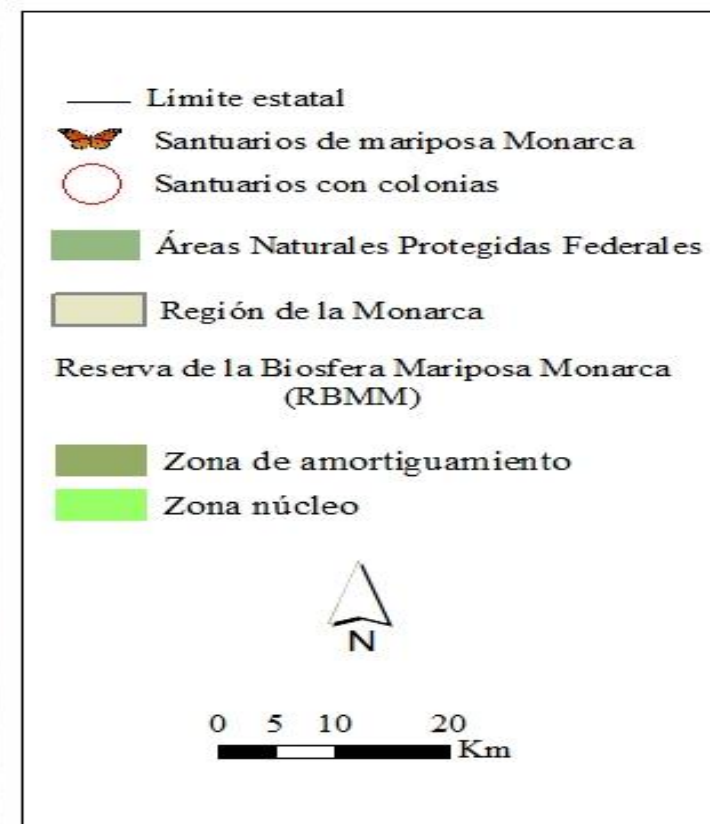 Límite estatal
Santuarios de mariposa Monarca
Santuarios con colonias
Áreas Naturales Protegidas Federales
Región de la Monarca
Reserva de la Biosfera Mariposa Monarca
(RBMM)
Zona de amortiguamiento
Zona núcleo
N
0 5 10 20
Km